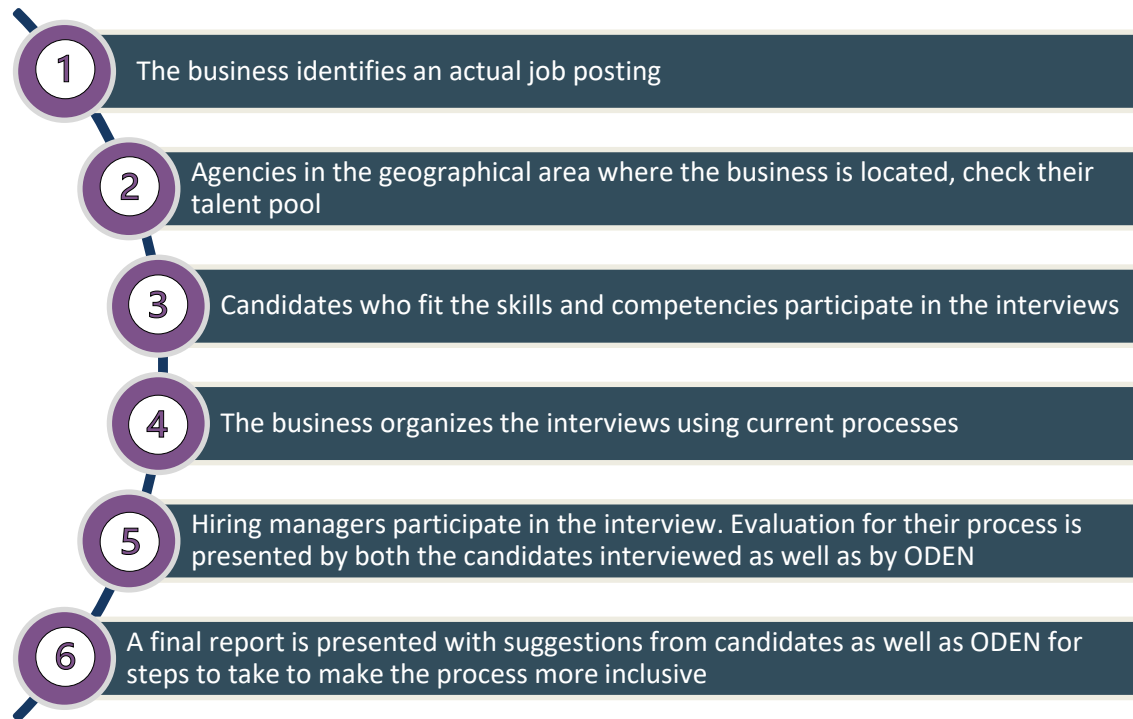 1
The business identifies an actual job posting
2
Agencies in the geographical area where the business is located, check their
talent pool
3
Candidates who fit the skills and competencies participate in the interviews
4
The business organizes the interviews using current processes
5
Hiring managers participate in the interview. Evaluation for their process is
presented by both the candidates interviewed as well as by ODEN
6
A final report is presented with suggestions from candidates as well as ODEN for
steps to take to make the process more inclusive